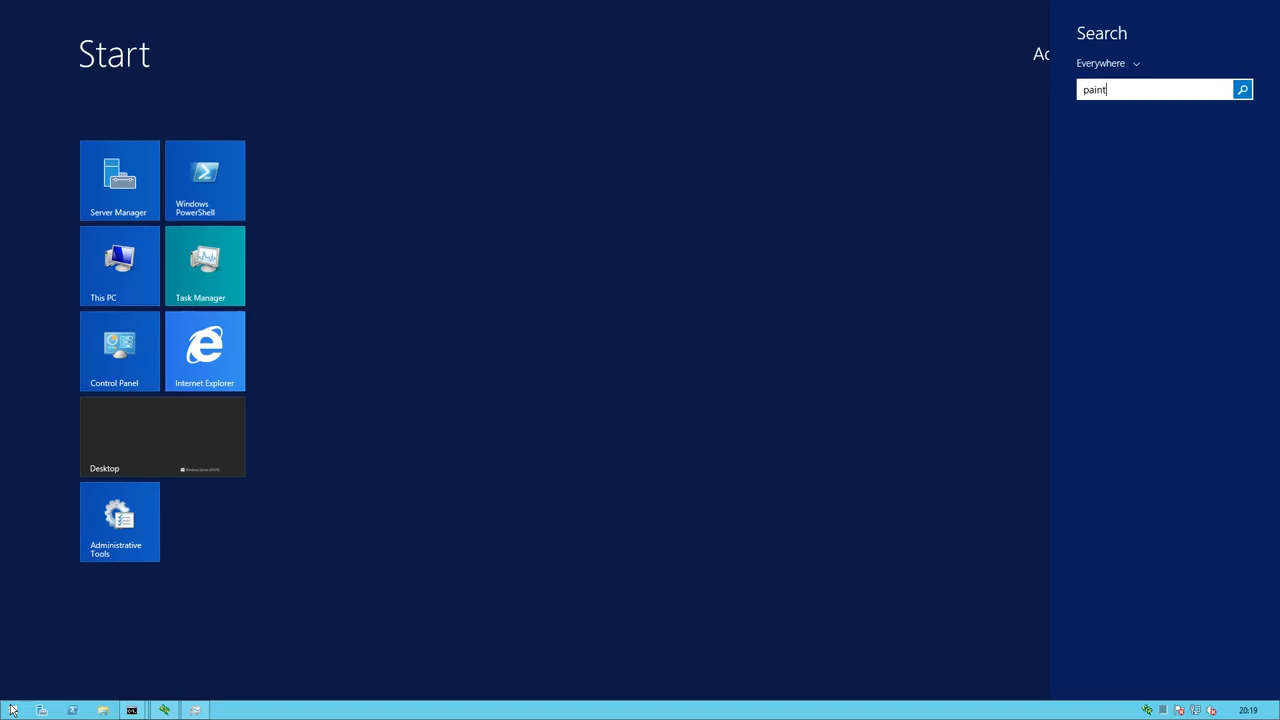 Start
Ad
Search
Everywhere
paint
Server Manager
Windows PowerShell
This PC
Task Manager
Control Panel
Internet Explorer
Desktop
Administrative Tools
20:19